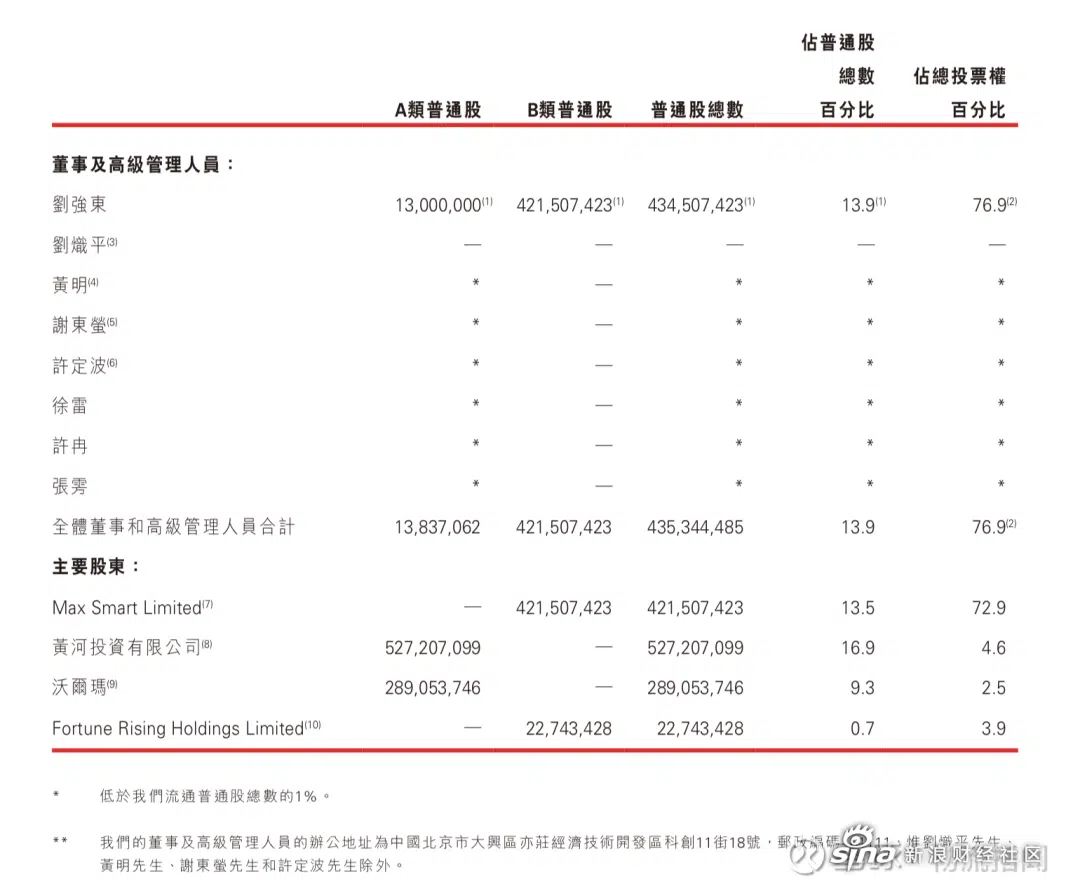 佔普通股
總數 佔總投票權
A類普通股 B類普通股 普通股總數 百分比 百分比
董事及高級管理人員：
劉強東 13,000,000(1) 421,507,423(1) 434,507,423(1) 13.9(1) 76.9(2)
劉熾平(3) — — — — —
黃明(4) * — * * *
謝東螢(5) * — * * *
許定波(6) * — * * *
徐雷 * — * * *
許冉 * — * * *
張雱 * — * * *
全體董事和高級管理人員合計 13,837,062 421,507,423 435,344,485 13.9 76.9(2)
主要股東：
Max Smart Limited(7) — 421,507,423 421,507,423 13.5 72.9
黃河投資有限公司(8) 527,207,099 — 527,207,099 16.9 4.6
沃爾瑪(9) 289,053,746 — 289,053,746 9.3 2.5
Fortune Rising Holdings Limited(10) — 22,743,428 22,743,428 0.7 3.9
* 低於我們流通普通股總數的1%。
** 我們的董事及高級管理人員的辦公地址為中國北京市大興區亦莊經濟技術開發區科創11街18號，郵政編碼 11，惟劉熾平先生、
黃明先生、謝東螢先生和許定波先生除外。
sina 新浪财经社区